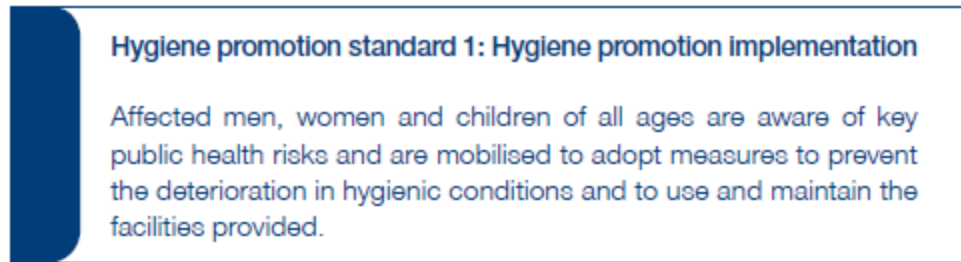 Hygiene promotion standard 1: Hygiene promotion implementation
Affected men, women and children of all ages are aware of key
public health risks and are mobilised to adopt measures to prevent
the deterioration in hygienic conditions and to use and maintain the
facilities provided.